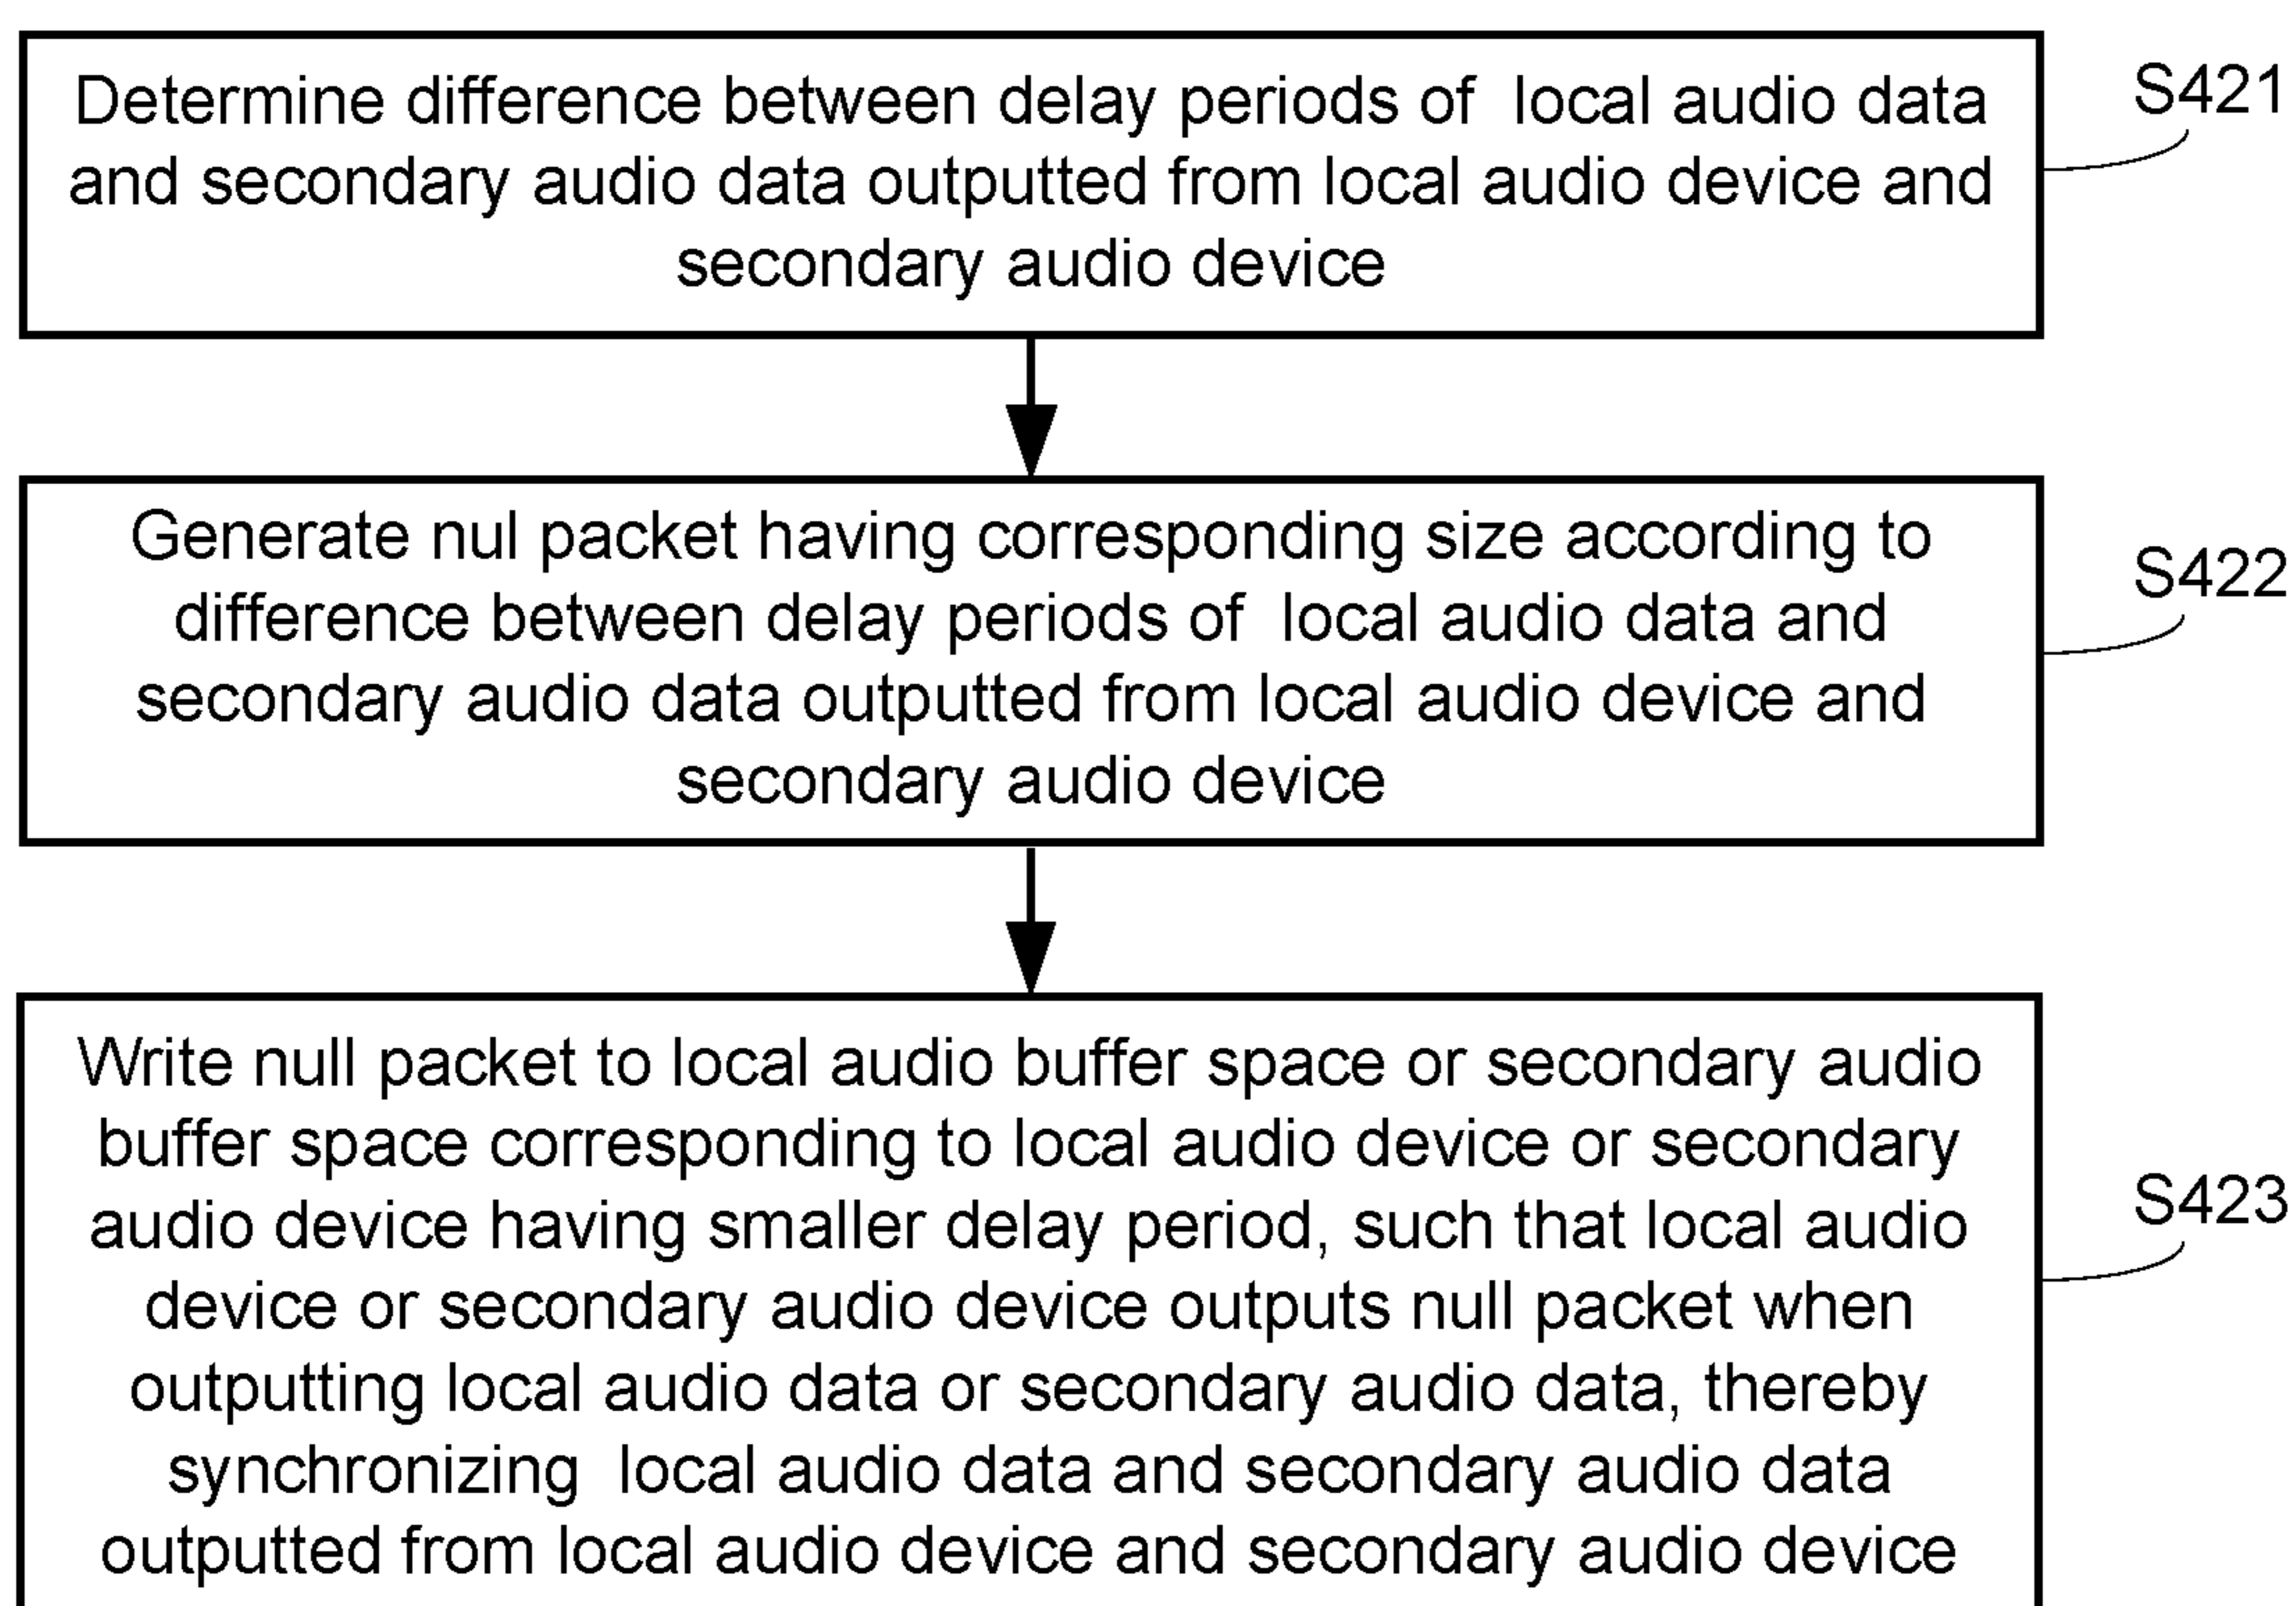 Determine difference between delay periods of local audio data
and secondary audio data outputted from local audio device and
secondary audio device
S421
Generate nul packet having corresponding size according to
difference between delay periods of local audio data and
secondary audio data outputted from local audio device and
secondary audio device
S422
Write null packet to local audio buffer space or secondary audio
buffer space corresponding to local audio device or secondary
audio device having smaller delay period, such that local audio
device or secondary audio device outputs null packet when
outputting local audio data or secondary audio data, thereby
synchronizing local audio data and secondary audio data
outputted from local audio device and secondary audio device
S423